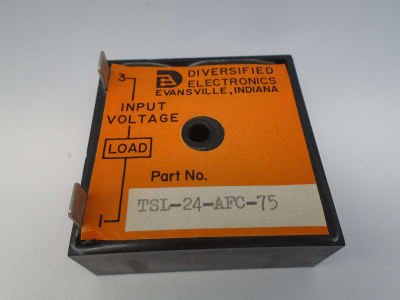 DIVERSIFIED
ELECTRONICS
EVANSVILLE, INDIANA
3
INPUT
VOLTAGE
LOAD
Part No.
TSL-24-AFC-75
1